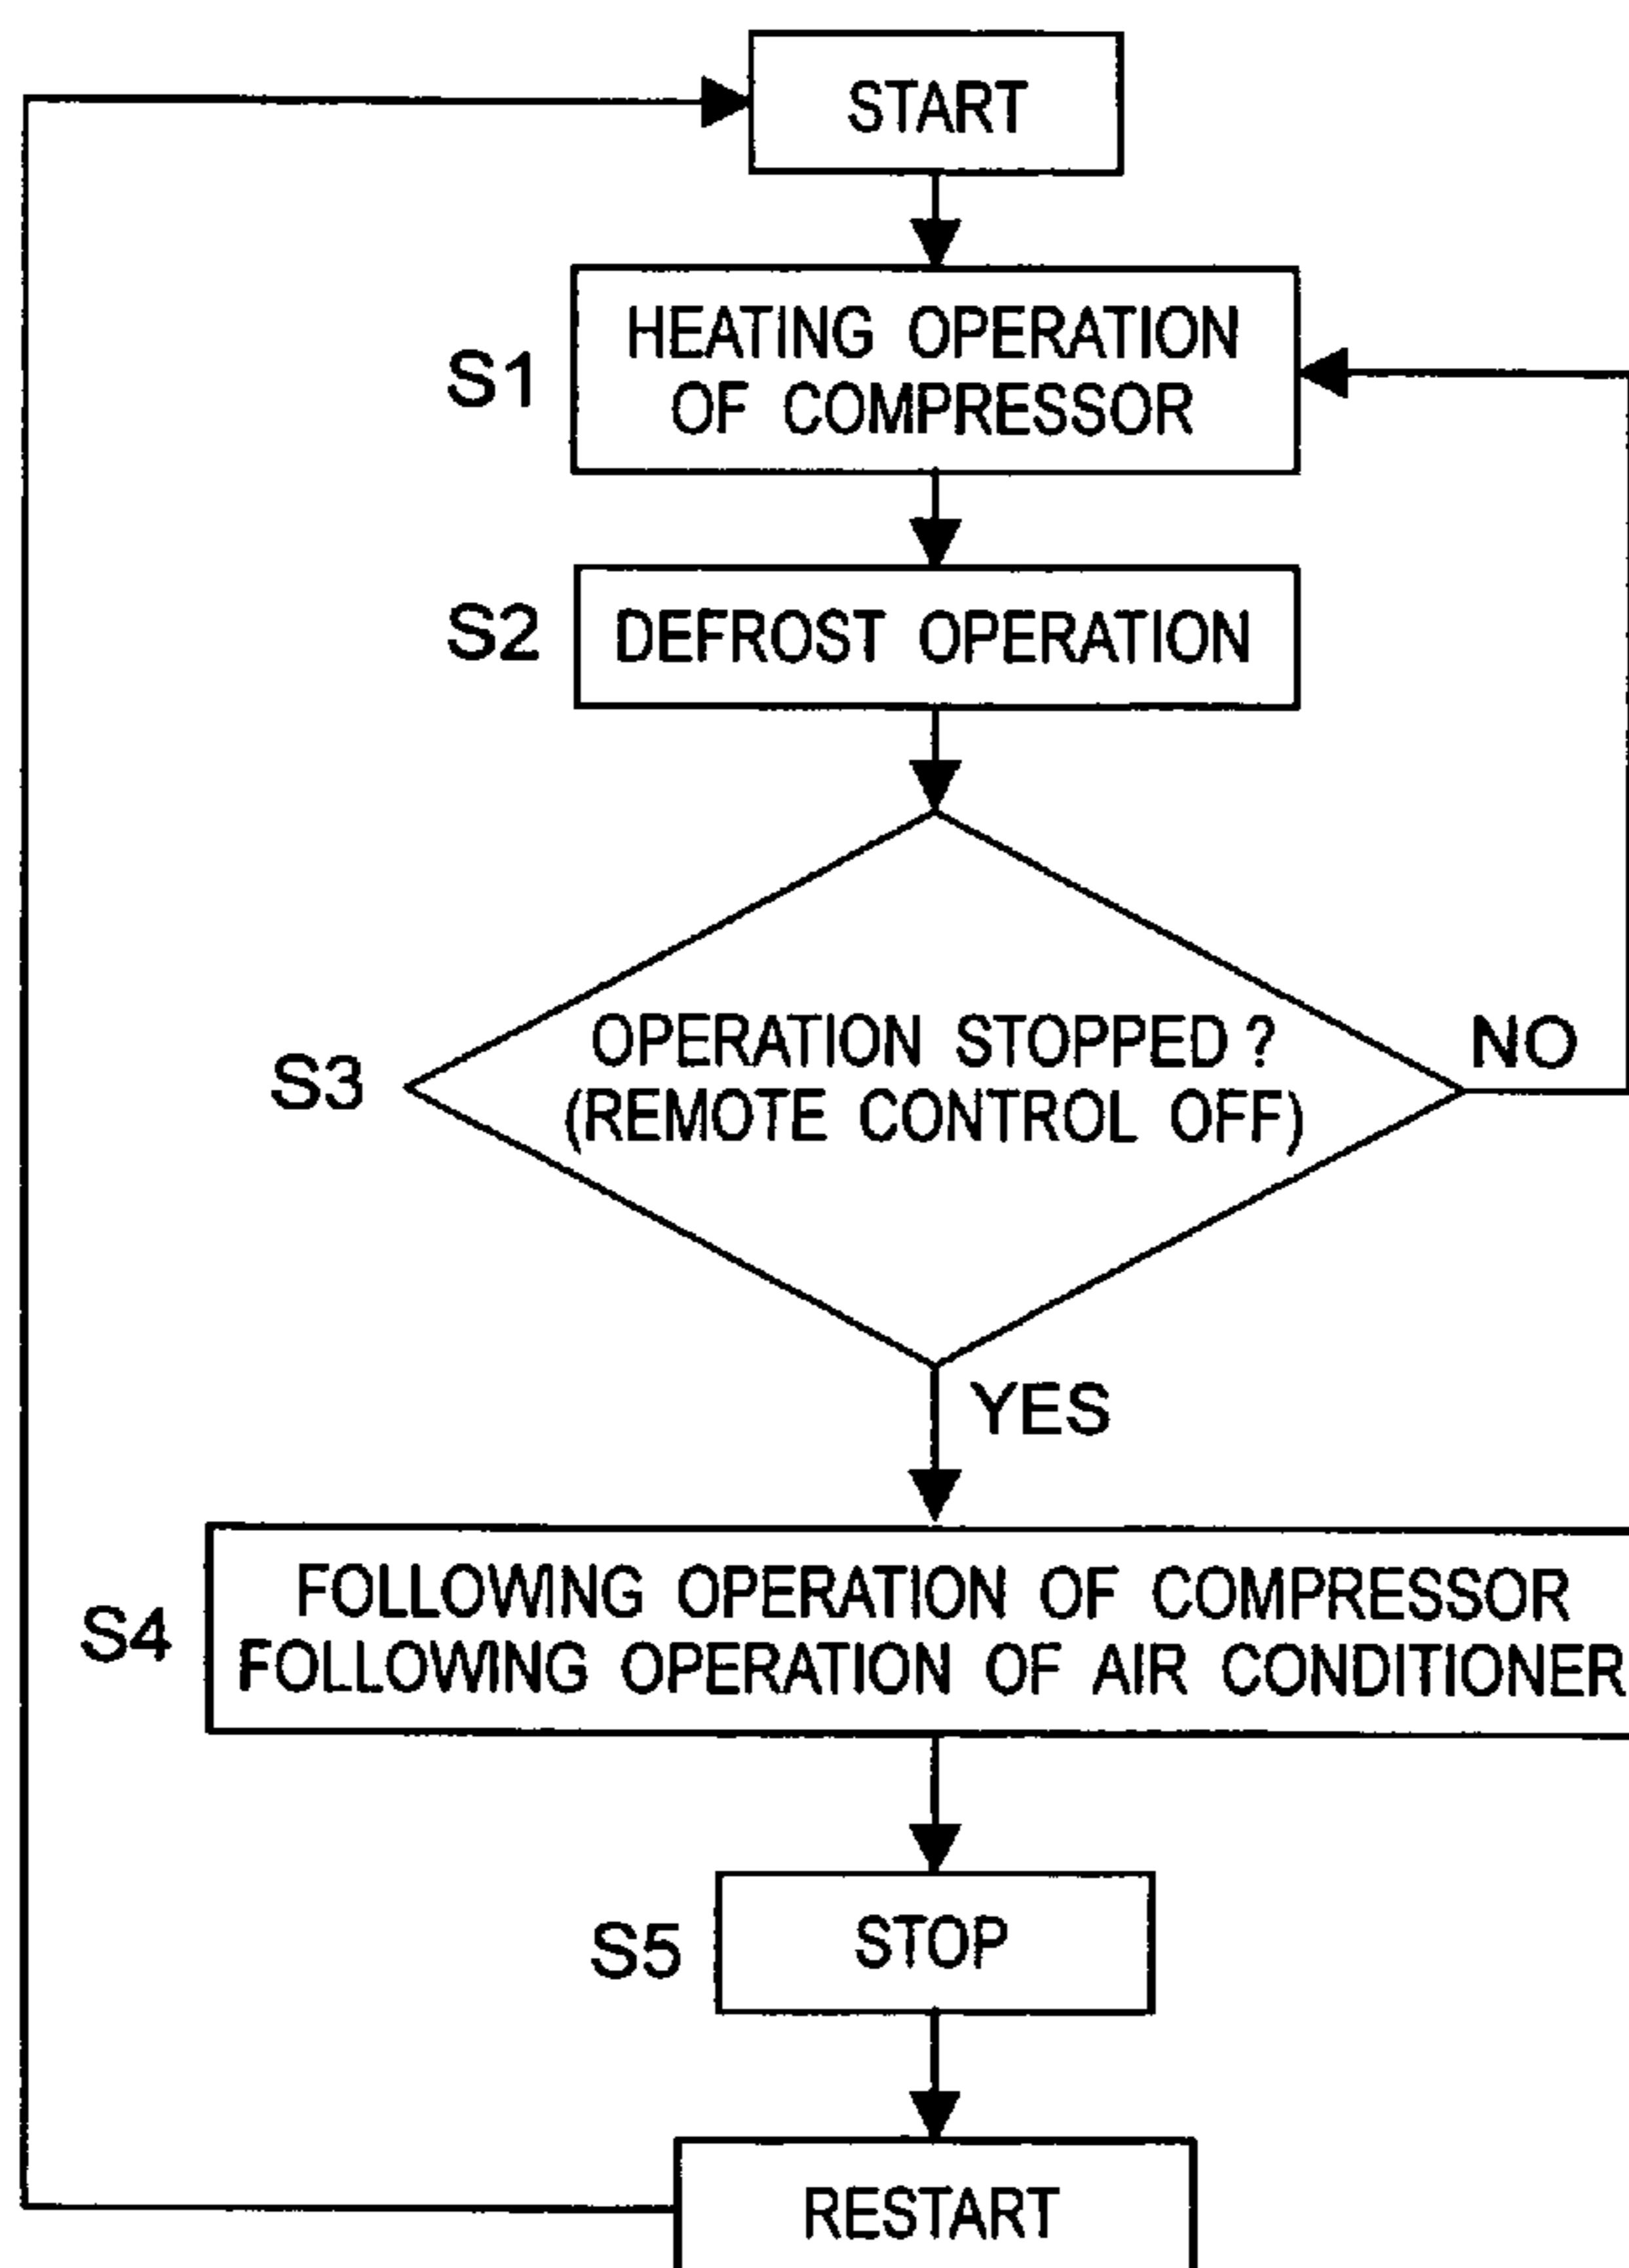 START
S1
HEATING OPERATION
OF COMPRESSOR
S2
DEFROST OPERATION
S3
OPERATION STOPPED ?
(REMOTE CONTROL OFF)
NO
YES
S4
FOLLOWING OPERATION OF COMPRESSOR
FOLLOWING OPERATION OF AIR CONDITIONER
S5
STOP
RESTART